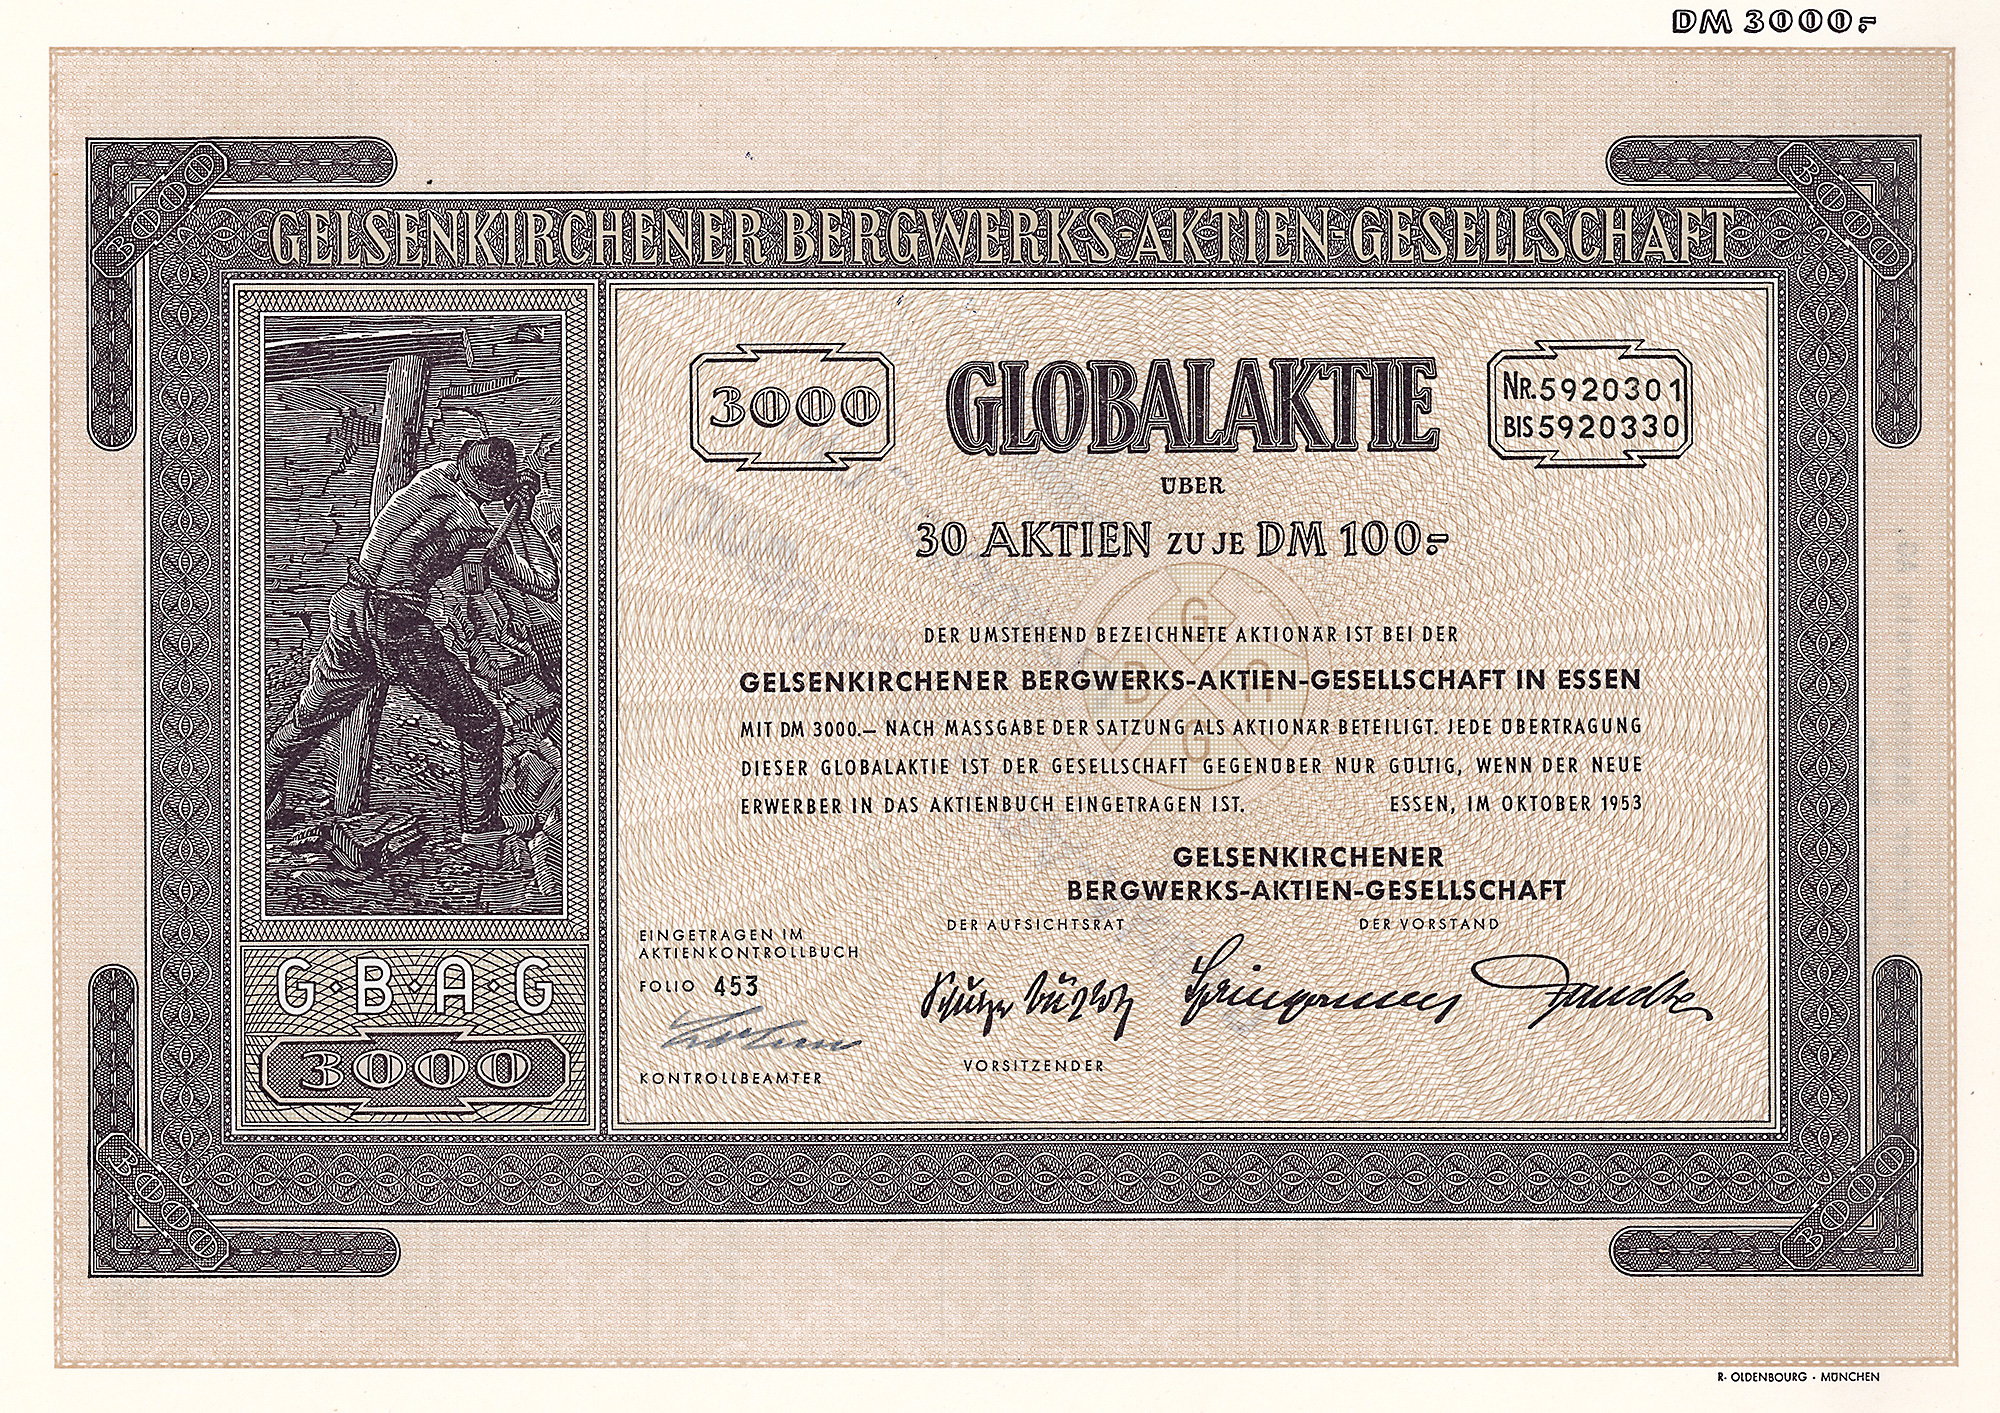 DM 3000.-
3000
3000
GELSENKIRCHENER BERGWERKS-AKTIEN-GESELLSCHAFT
3000
GLOBALAKTIE
NR. 5920301
BIS 5920330
ÜBER
30 AKTIEN ZU JE DM 100.-
G
B A
G
DER UMSTEHEND BEZEICHNETE AKTIONÄR IST BEI DER
GELSENKIRCHENER BERGWERKS-AKTIEN-GESELLSCHAFT IN ESSEN
MIT DM 3000.— NACH MASSGABE DER SATZUNG ALS AKTIONÄR BETEILIGT. JEDE ÜBERTRAGUNG
DIESER GLOBALAKTIE IST DER GESELLSCHAFT GEGENÜBER NUR GÜLTIG, WENN DER NEUE
ERWERBER IN DAS AKTIENBUCH EINGETRAGEN IST. ESSEN, IM OKTOBER 1953
GELSENKIRCHENER
BERGWERKS-AKTIEN-GESELLSCHAFT
DER AUFSICHTSRAT DER VORSTAND
EINGETRAGEN IM
AKTIENKONTROLLBUCH
FOLIO 453
VORSITZENDER
KONTROLLBEAMTER
G·B·A·G
3000
3000
3000
R. OLDENBOURG · MÜNCHEN